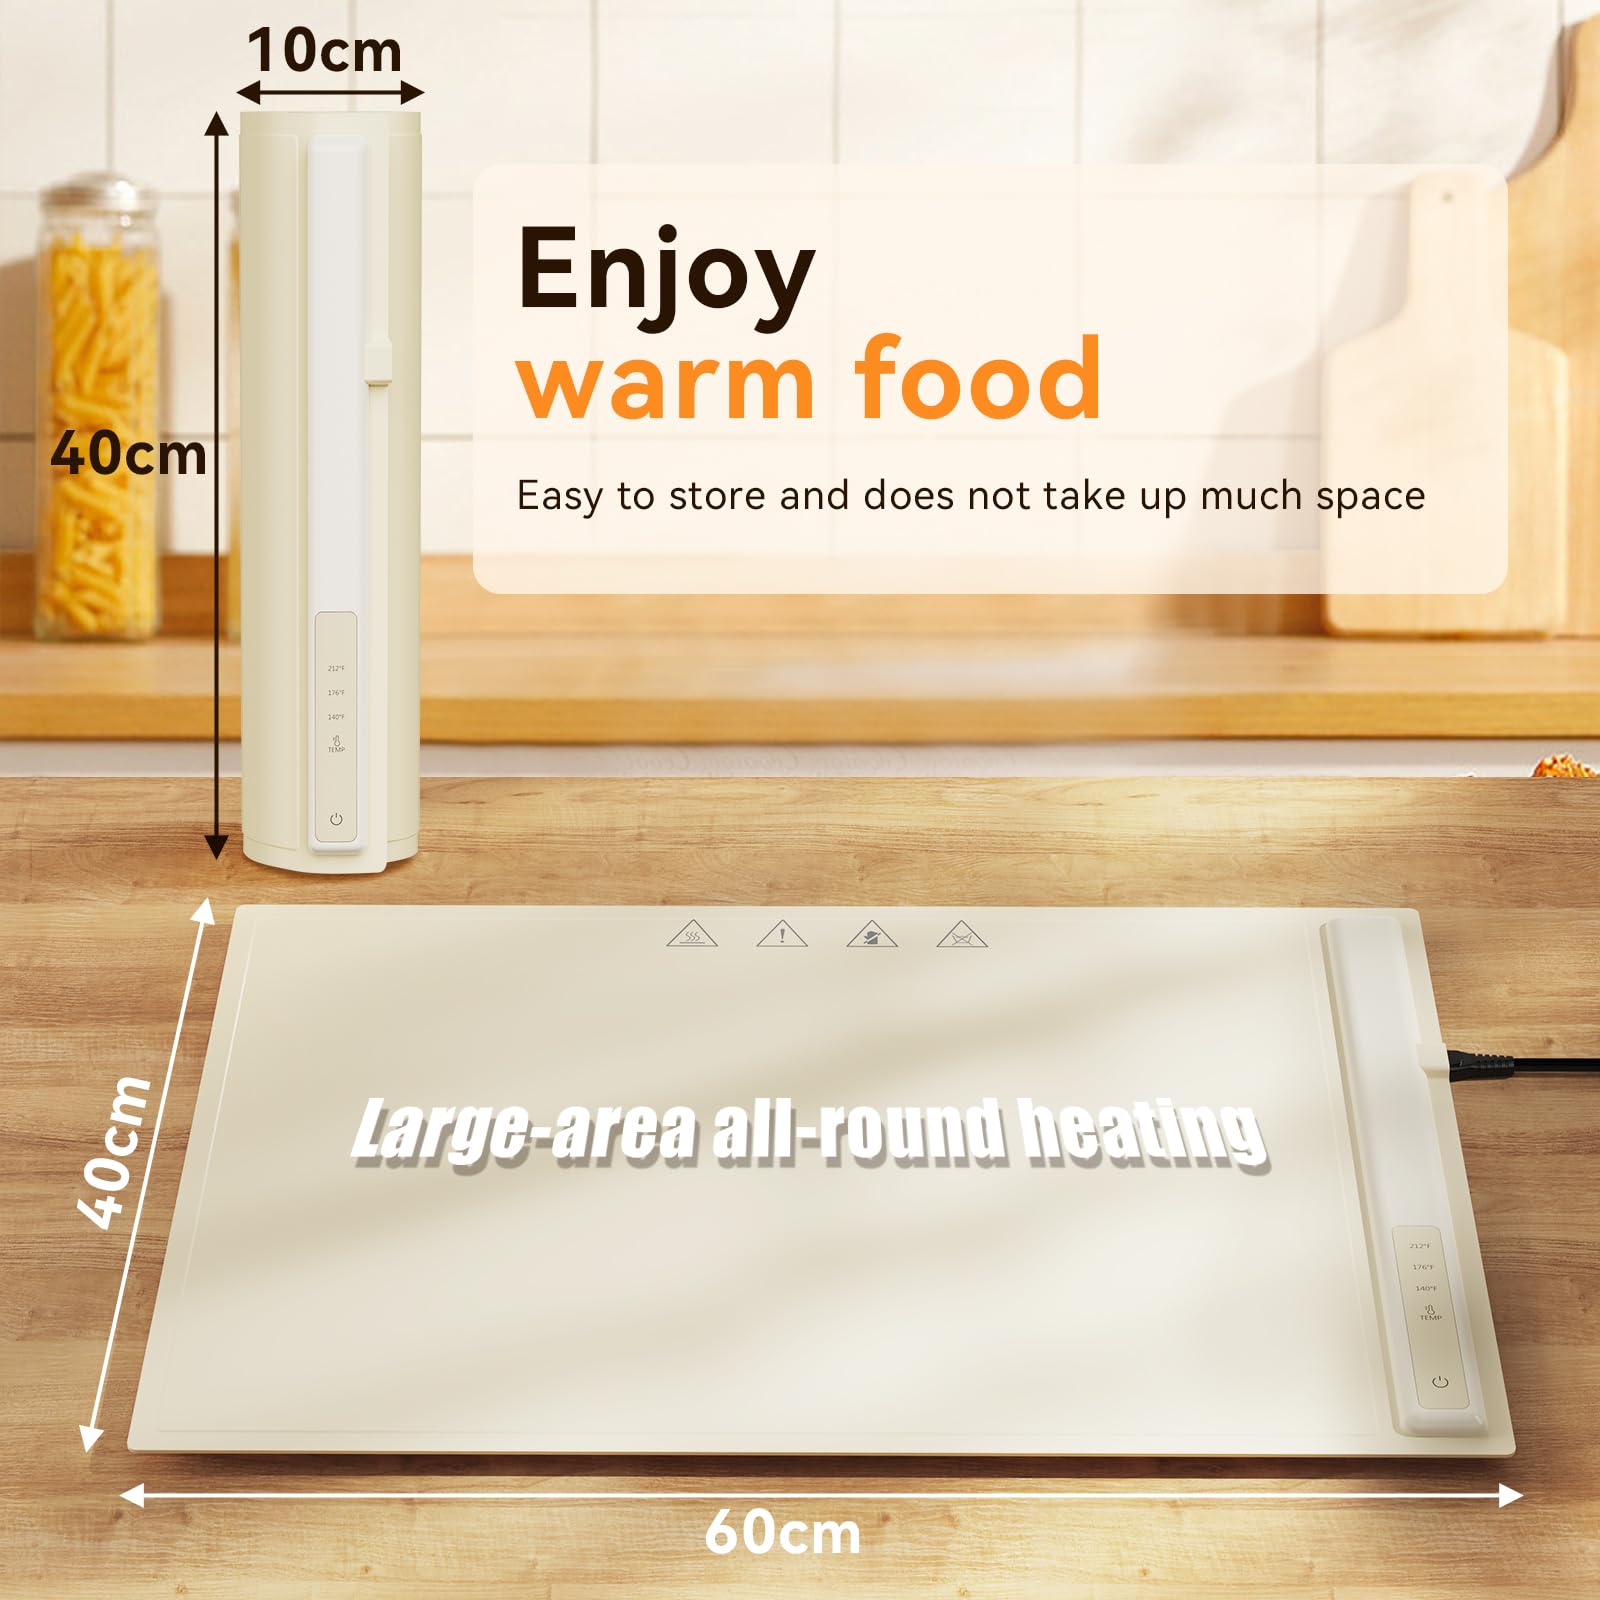 10cm
40cm
Enjoy
warm food
Easy to store and does not take up much space
212°F
176°F
140°F
TEMP
40cm
Large-area all-round heating
212°F
176°F
140°F
TEMP
60cm